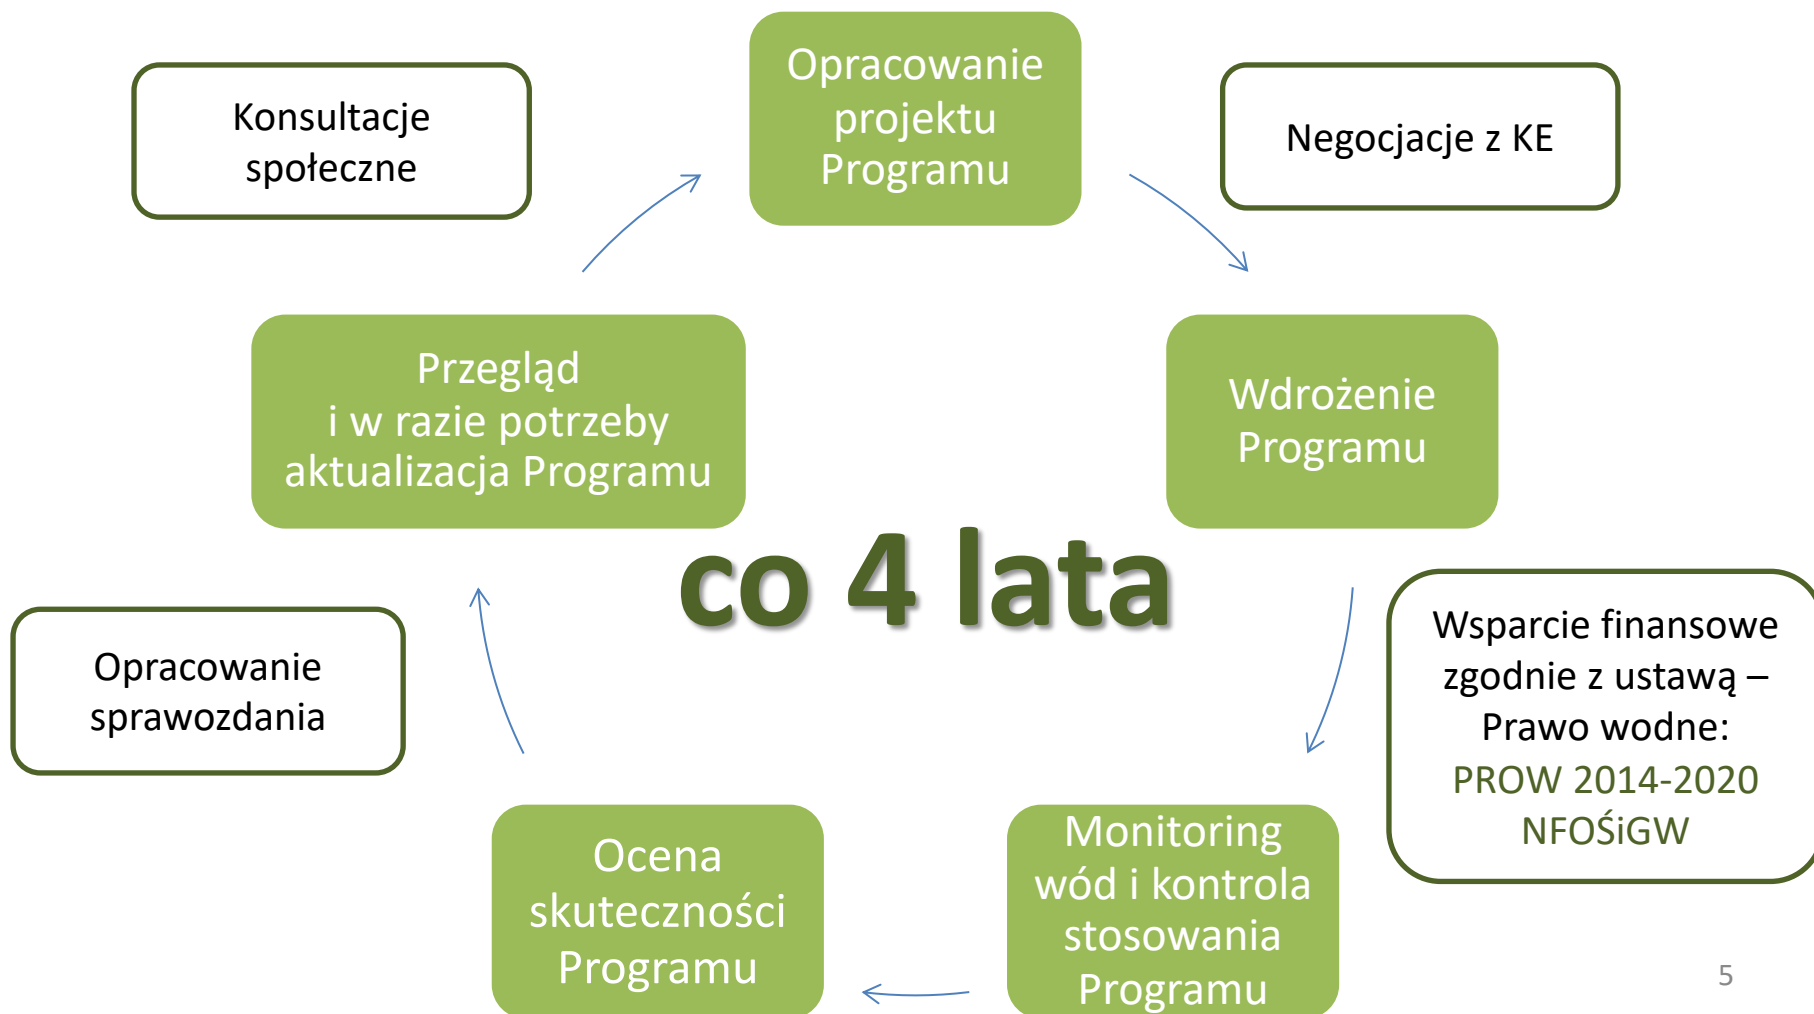 Opracowanie
projektu
Programu
Konsultacje
społeczne
Negocjacje z KE
Przegląd
i w razie potrzeby
aktualizacja Programu
Wdrożenie
Programu
co 4 lata
Opracowanie
sprawozdania
Wsparcie finansowe
zgodnie z ustawą –
Prawo wodne:
PROW 2014-2020
NFOŚiGW
Ocena
skuteczności
Programu
Monitoring
wód i kontrola
stosowania
Programu
5